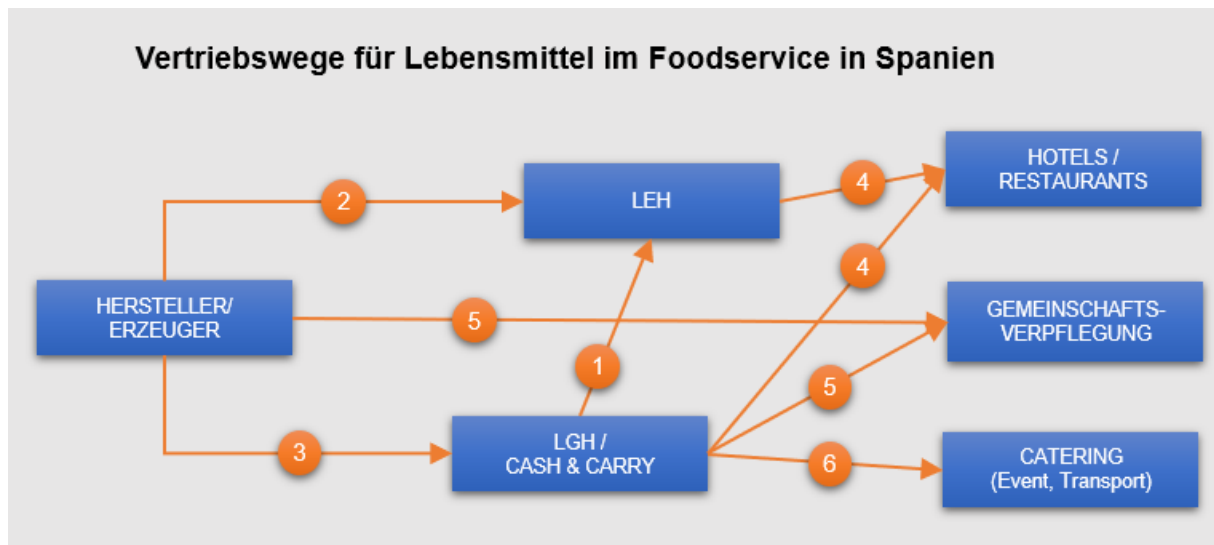 Vertriebswege für Lebensmittel im Foodservice in Spanien
HOTELS /
RESTAURANTS
4
LEH
2
4
HERSTELLER/
ERZEUGER
5
GEMEINSCHAFTS-
VERPFLEGUNG
1
5
LGH /
CASH & CARRY
3
6
CATERING
(Event, Transport)